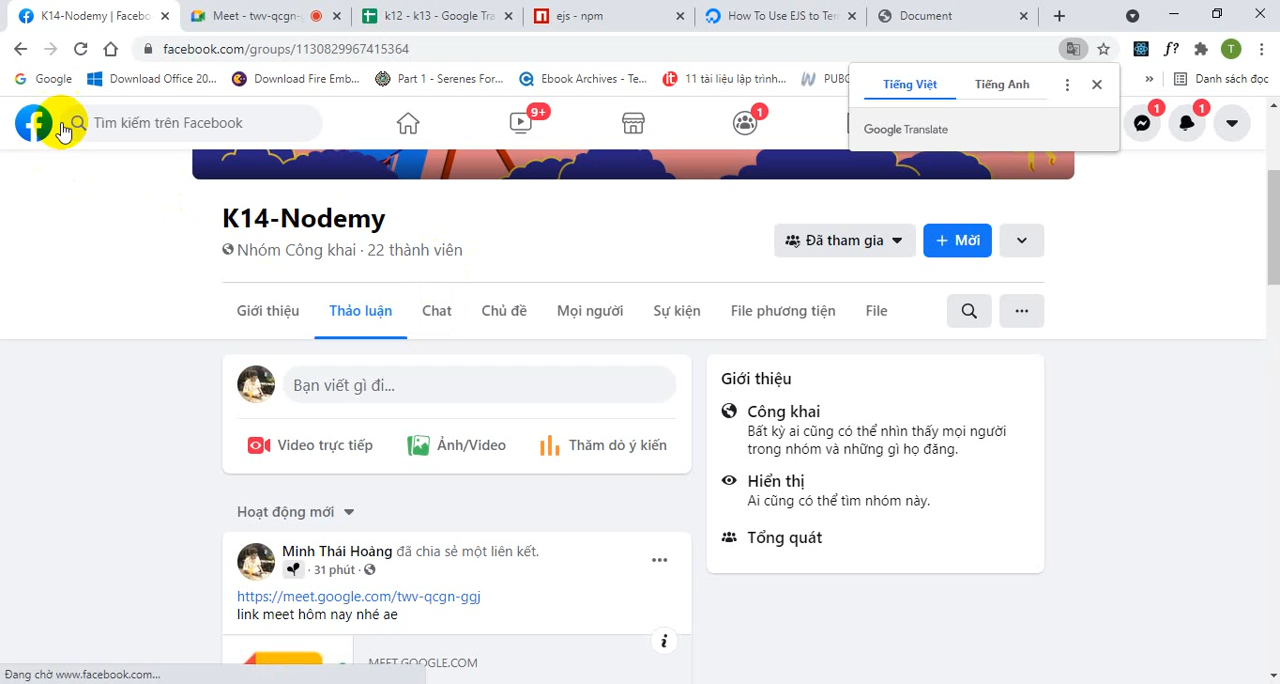 K14-Nodemy | Facebo
Meet - twv-qcgn-
k12 - k13 - Google Tra
ejs - npm
How To Use EJS to Ten
Document
facebook.com/groups/1130829967415364
Google
Download Office 20...
Download Fire Emb...
Part 1 - Serenes For...
Ebook Archives - Te...
11 tài liệu lập trình...
PUBG
Danh sách đọc
Tiếng Việt
Tiếng Anh
Google Translate
Tìm kiếm trên Facebook
9+
1
1
1
K14-Nodemy
Nhóm Công khai · 22 thành viên
Đã tham gia
+ Mời
Giới thiệu
Thảo luận
Chat
Chủ đề
Mọi người
Sự kiện
File phương tiện
File
Bạn viết gì đi...
Video trực tiếp
Ảnh/Video
Thăm dò ý kiến
Giới thiệu
Công khai
Bất kỳ ai cũng có thể nhìn thấy mọi người
trong nhóm và những gì họ đăng.
Hiển thị
Ai cũng có thể tìm nhóm này.
Tổng quát
Hoạt động mới
Minh Thái Hoàng đã chia sẻ một liên kết.
· 31 phút ·
https://meet.google.com/twv-qcgn-ggj
link meet hôm nay nhé ae
MEET.GOOGLE.COM
Đang chờ www.facebook.com...